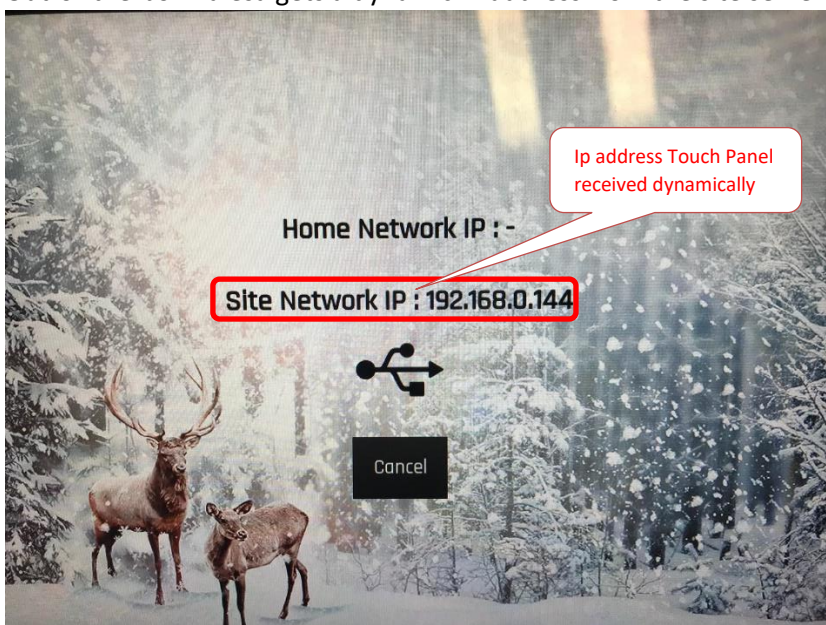 Ip address Touch Panel
received dynamically
Home Network IP : -
Site Network IP : 192.168.0.144
Cancel